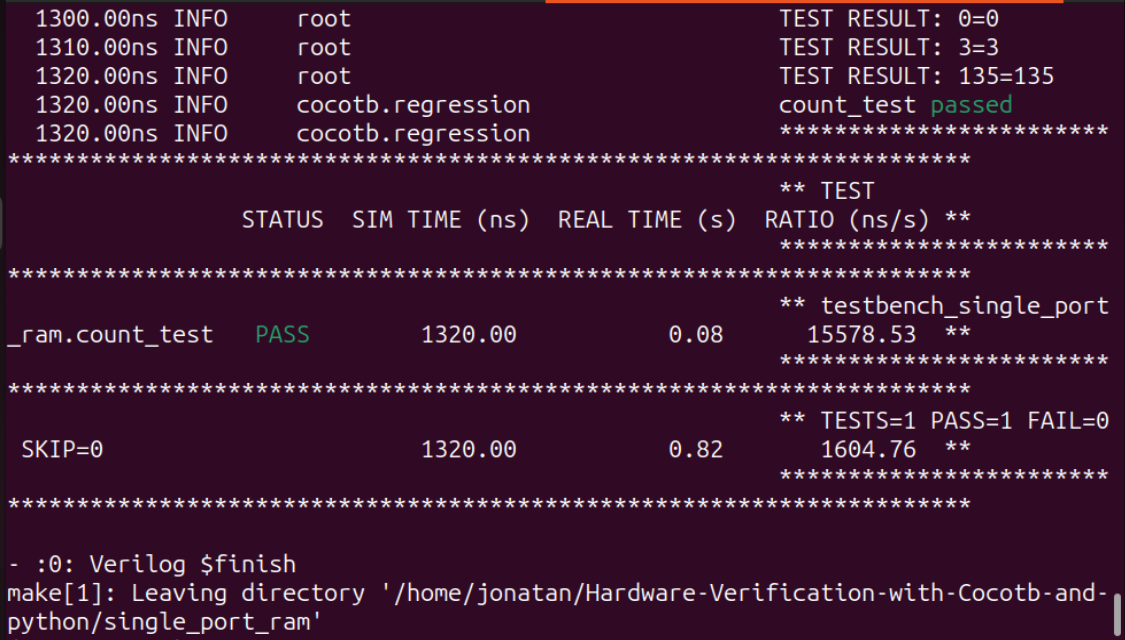 1300.00ns INFO     root                               TEST RESULT: 0=0
1310.00ns INFO     root                               TEST RESULT: 3=3
1320.00ns INFO     root                               TEST RESULT: 135=135
1320.00ns INFO     cocotb.regression                  count_test passed
1320.00ns INFO     cocotb.regression                  ************************
**********************************************************************
** TEST
STATUS  SIM TIME (ns)  REAL TIME (s)  RATIO (ns/s) **
************************
**********************************************************************
** testbench_single_port
_ram.count_test   PASS        1320.00           0.08      15578.53  **
************************
**********************************************************************
** TESTS=1 PASS=1 FAIL=0
SKIP=0                       1320.00           0.82       1604.76  **
************************
**********************************************************************
- :0: Verilog $finish
make[1]: Leaving directory '/home/jonatan/Hardware-Verification-with-Cocotb-and-
python/single_port_ram'